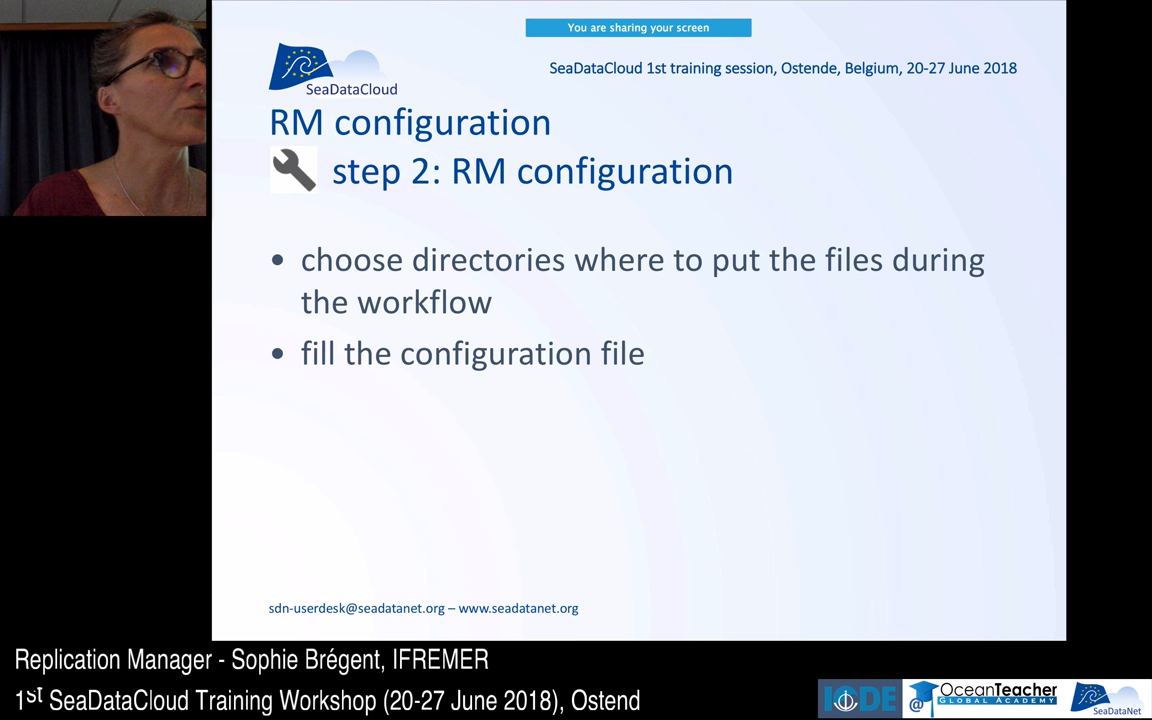 You are sharing your screen
SeaDataCloud
SeaDataCloud 1st training session, Ostende, Belgium, 20-27 June 2018
RM configuration
step 2: RM configuration
• choose directories where to put the files during
the workflow
• fill the configuration file
sdn-userdesk@seadatanet.org – www.seadatanet.org
Replication Manager - Sophie Brégent, IFREMER
1st SeaDataCloud Training Workshop (20-27 June 2018), Ostend
IODE
@ OceanTeacher
GLOBAL ACADEMY
SeaDataNet